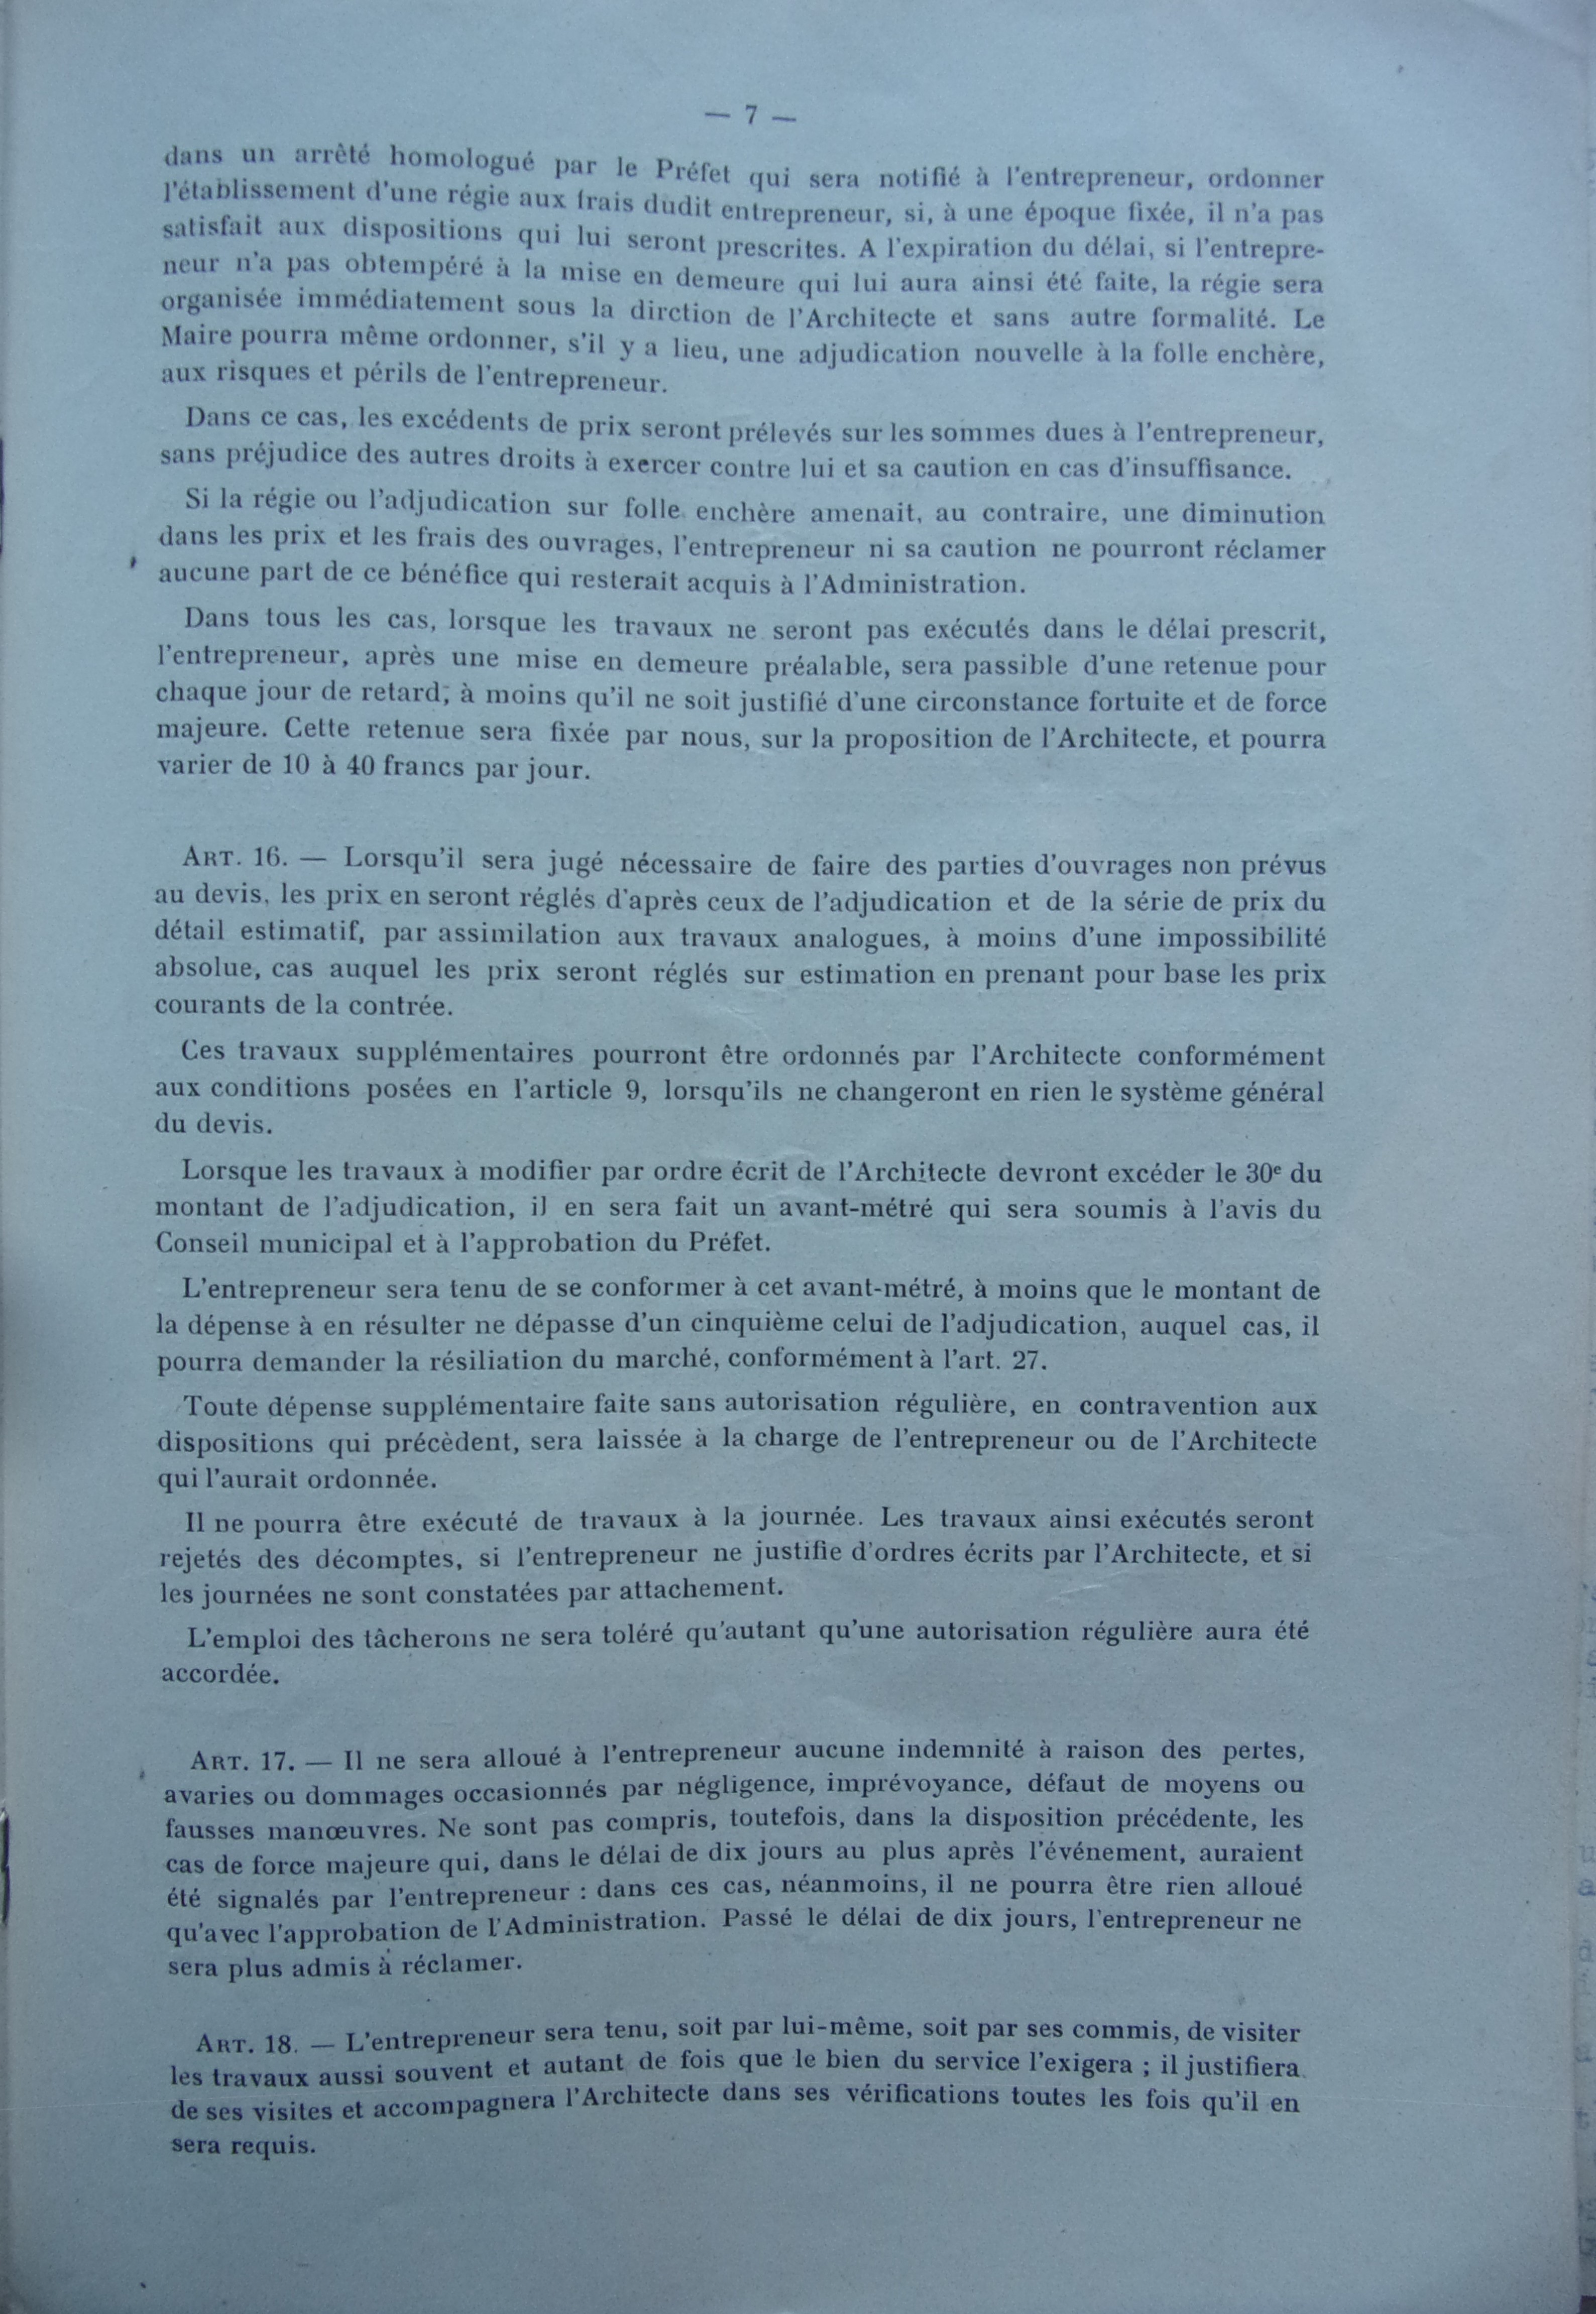 — 7 —
dans un arrêté homologué par le Préfet qui sera notifié à l'entrepreneur, ordonner
l'établissement d'une régie aux frais dudit entrepreneur, si, à une époque fixée, il n'a pas
satisfait aux dispositions qui lui seront prescrites. A l'expiration du délai, si l'entrepre-
neur n'a pas obtempéré à la mise en demeure qui lui aura ainsi été faite, la régie sera
organisée immédiatement sous la dirction de l'Architecte et sans autre formalité. Le
Maire pourra même ordonner, s'il y a lieu, une adjudication nouvelle à la folle enchère,
aux risques et périls de l'entrepreneur.
Dans ce cas, les excédents de prix seront prélevés sur les sommes dues à l'entrepreneur,
sans préjudice des autres droits à exercer contre lui et sa caution en cas d'insuffisance.
Si la régie ou l'adjudication sur folle enchère amenait, au contraire, une diminution
dans les prix et les frais des ouvrages, l'entrepreneur ni sa caution ne pourront réclamer
aucune part de ce bénéfice qui resterait acquis à l'Administration.
Dans tous les cas, lorsque les travaux ne seront pas exécutés dans le délai prescrit,
l'entrepreneur, après une mise en demeure préalable, sera passible d'une retenue pour
chaque jour de retard, à moins qu'il ne soit justifié d'une circonstance fortuite et de force
majeure. Cette retenue sera fixée par nous, sur la proposition de l'Architecte, et pourra
varier de 10 à 40 francs par jour.
ART. 16. — Lorsqu'il sera jugé nécessaire de faire des parties d'ouvrages non prévus
au devis, les prix en seront réglés d'après ceux de l'adjudication et de la série de prix du
détail estimatif, par assimilation aux travaux analogues, à moins d'une impossibilité
absolue, cas auquel les prix seront réglés sur estimation en prenant pour base les prix
courants de la contrée.
Ces travaux supplémentaires pourront être ordonnés par l'Architecte conformément
aux conditions posées en l'article 9, lorsqu'ils ne changeront en rien le système général
du devis.
Lorsque les travaux à modifier par ordre écrit de l'Architecte devront excéder le 30e du
montant de l'adjudication, il en sera fait un avant-métré qui sera soumis à l'avis du
Conseil municipal et à l'approbation du Préfet.
L'entrepreneur sera tenu de se conformer à cet avant-métré, à moins que le montant de
la dépense à en résulter ne dépasse d'un cinquième celui de l'adjudication, auquel cas, il
pourra demander la résiliation du marché, conformément à l'art. 27.
Toute dépense supplémentaire faite sans autorisation régulière, en contravention aux
dispositions qui précèdent, sera laissée à la charge de l'entrepreneur ou de l'Architecte
qui l'aurait ordonnée.
Il ne pourra être exécuté de travaux à la journée. Les travaux ainsi exécutés seront
rejetés des décomptes, si l'entrepreneur ne justifie d'ordres écrits par l'Architecte, et si
les journées ne sont constatées par attachement.
L'emploi des tâcherons ne sera toléré qu'autant qu'une autorisation régulière aura été
accordée.
ART. 17. — Il ne sera alloué à l'entrepreneur aucune indemnité à raison des pertes,
avaries ou dommages occasionnés par négligence, imprévoyance, défaut de moyens ou
fausses manœuvres. Ne sont pas compris, toutefois, dans la disposition précédente, les
cas de force majeure qui, dans le délai de dix jours au plus après l'événement, auraient
été signalés par l'entrepreneur : dans ces cas, néanmoins, il ne pourra être rien alloué
qu'avec l'approbation de l'Administration. Passé le délai de dix jours, l'entrepreneur ne
sera plus admis à réclamer.
ART. 18. — L'entrepreneur sera tenu, soit par lui-même, soit par ses commis, de visiter
les travaux aussi souvent et autant de fois que le bien du service l'exigera ; il justifiera
de ses visites et accompagnera l'Architecte dans ses vérifications toutes les fois qu'il en
sera requis.